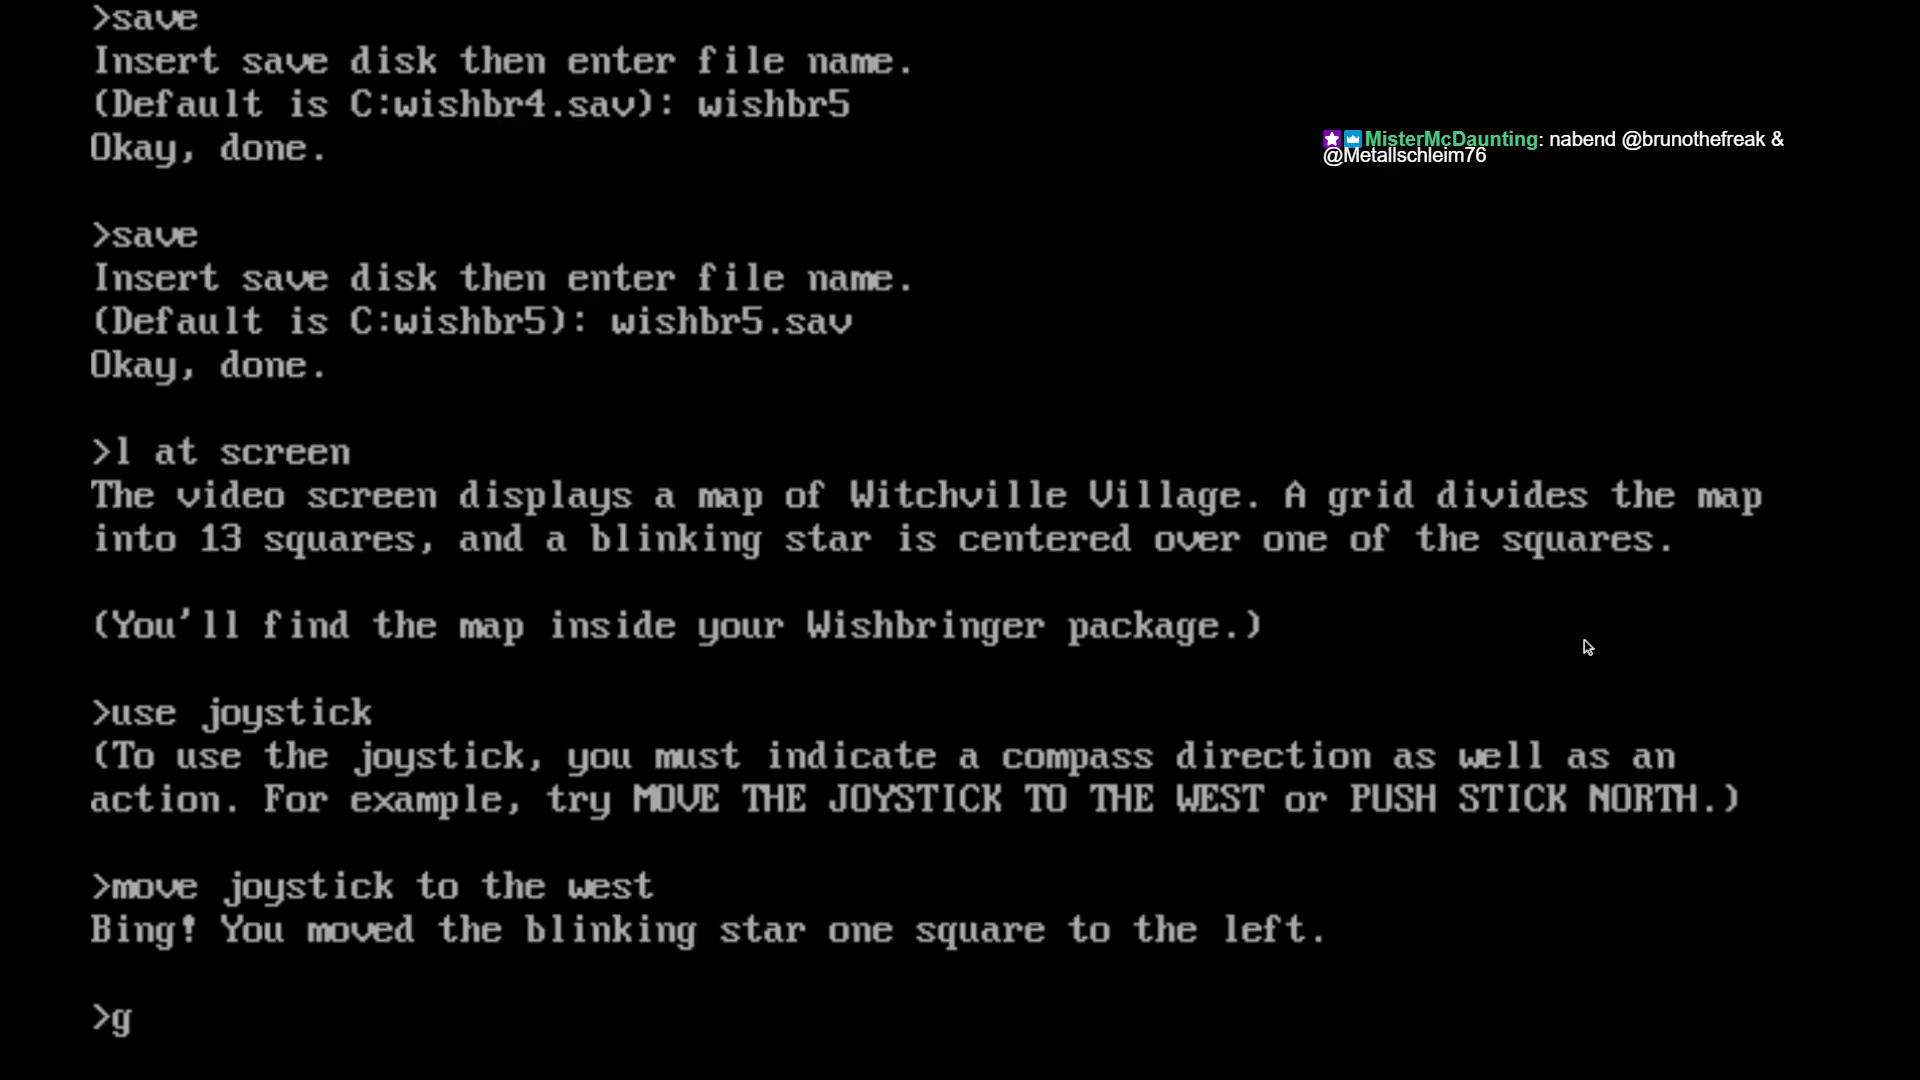 >save
Insert save disk then enter file name.
(Default is C:wishbr4.sav): wishbr5
Okay, done.
MisterMcDaunting: nabend @brunothefreak &
@Metallschleim76
>save
Insert save disk then enter file name.
(Default is C:wishbr5): wishbr5.sav
Okay, done.
>l at screen
The video screen displays a map of Witchville Village. A grid divides the map
into 13 squares, and a blinking star is centered over one of the squares.
(You'll find the map inside your Wishbringer package.)
>use joystick
(To use the joystick, you must indicate a compass direction as well as an
action. For example, try MOVE THE JOYSTICK TO THE WEST or PUSH STICK NORTH.)
>move joystick to the west
Bing! You moved the blinking star one square to the left.
>g